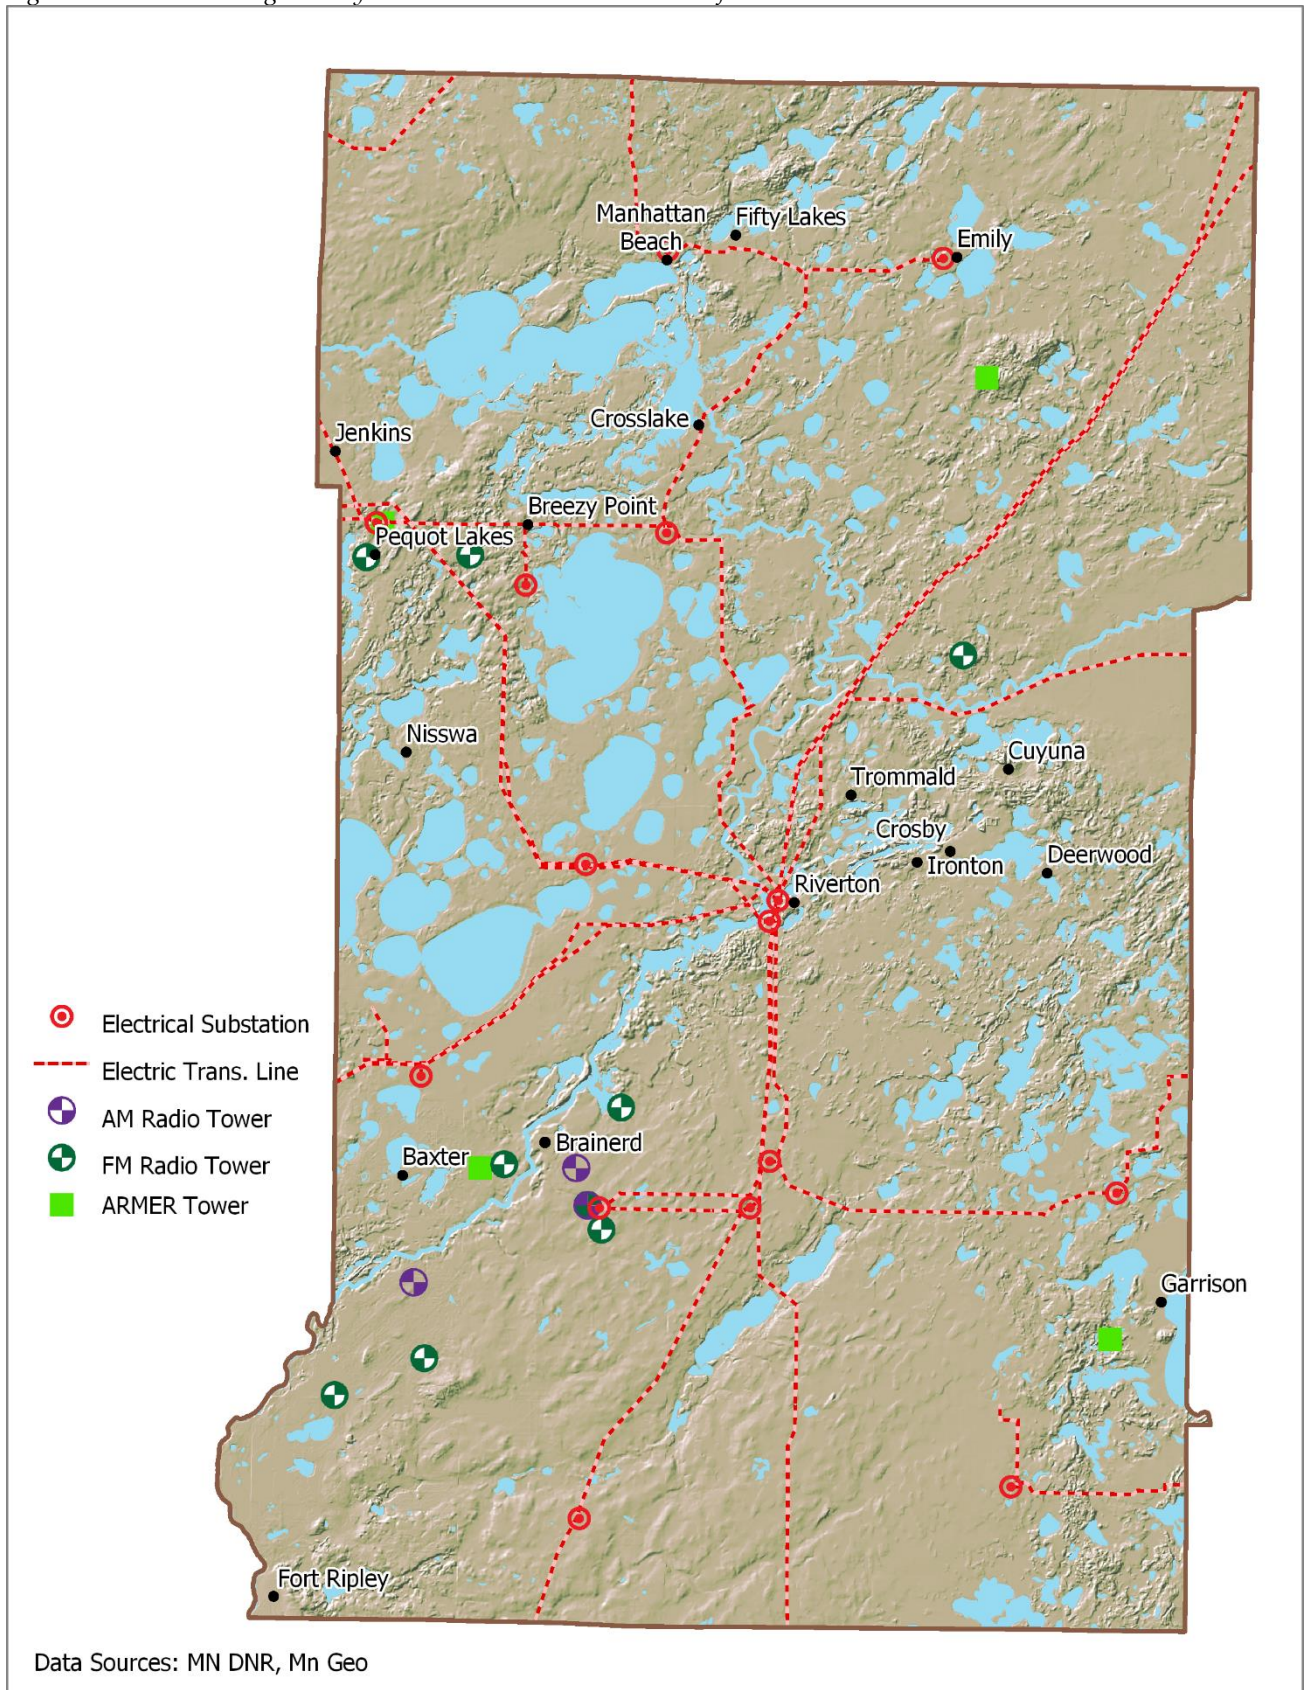 Manhattan
Beach
Fifty Lakes
Emily
Crosslake
Jenkins
Breezy Point
Pequot Lakes
Nisswa
Cuyuna
Trommald
Crosby
Ironton
Deerwood
Riverton
Electrical Substation
Electric Trans. Line
AM Radio Tower
FM Radio Tower
ARMER Tower
Brainerd
Baxter
Garrison
Fort Ripley
Data Sources: MN DNR, Mn Geo